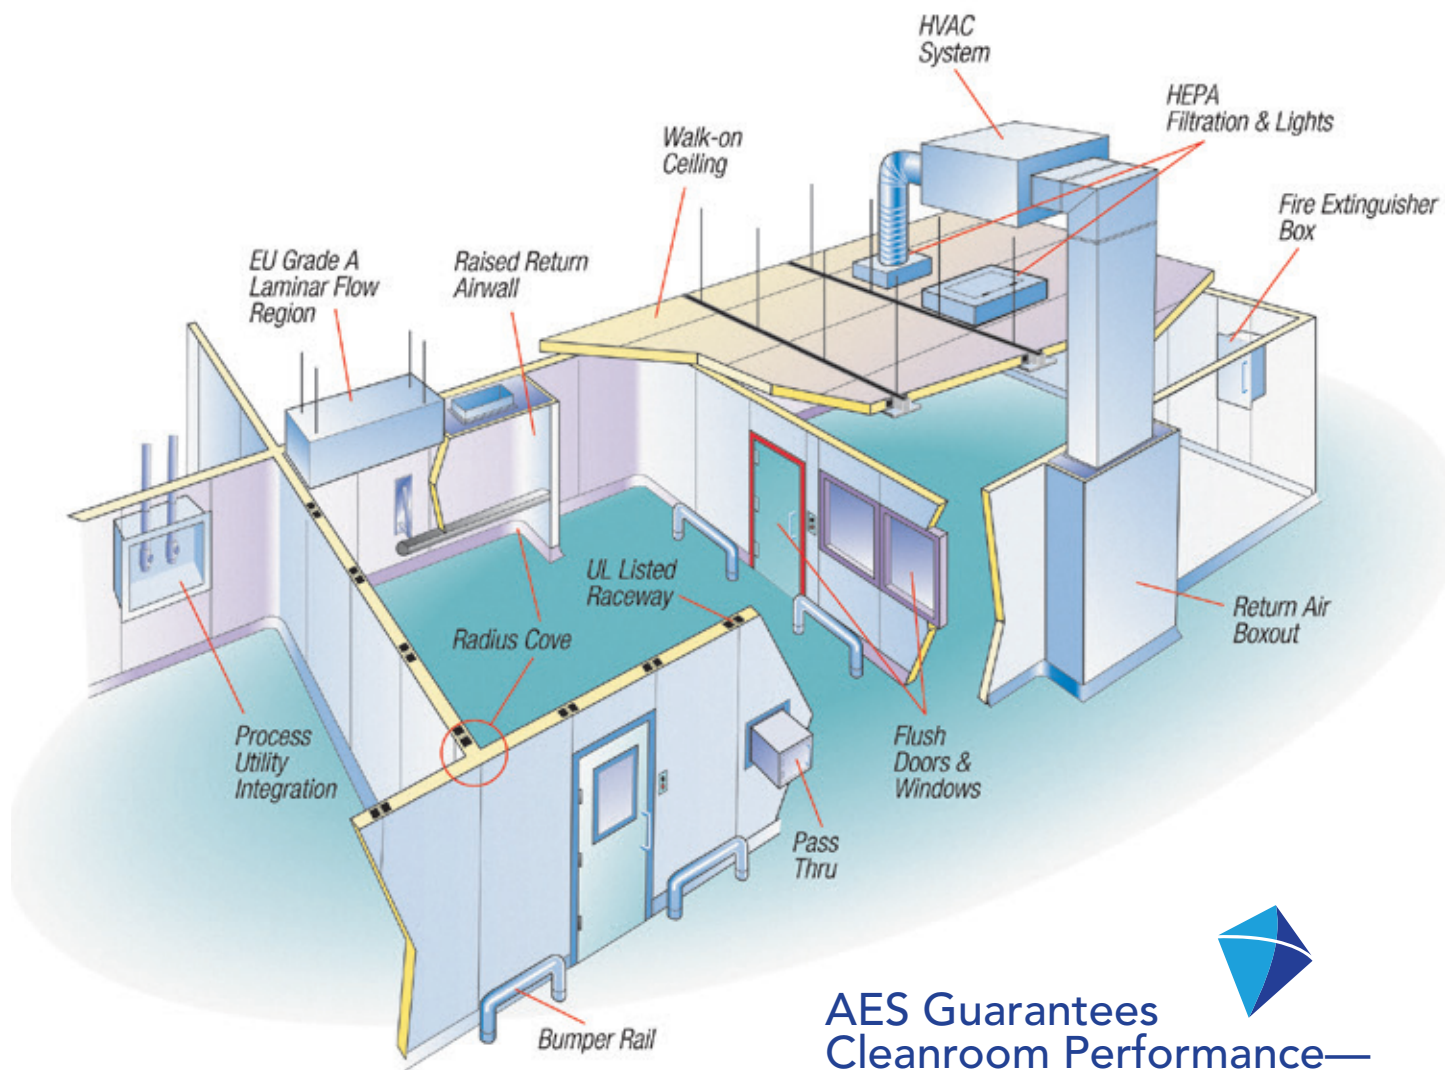 HVAC
System
HEPA
Filtration & Lights
Walk-on
Ceiling
Fire Extinguisher
Box
EU Grade A
Laminar Flow
Region
Raised Return
Airwall
UL Listed
Raceway
Radius Cove
Return Air
Boxout
Process
Utility
Integration
Flush
Doors &
Windows
Pass
Thru
Bumper Rail
AES Guarantees
Cleanroom Performance—